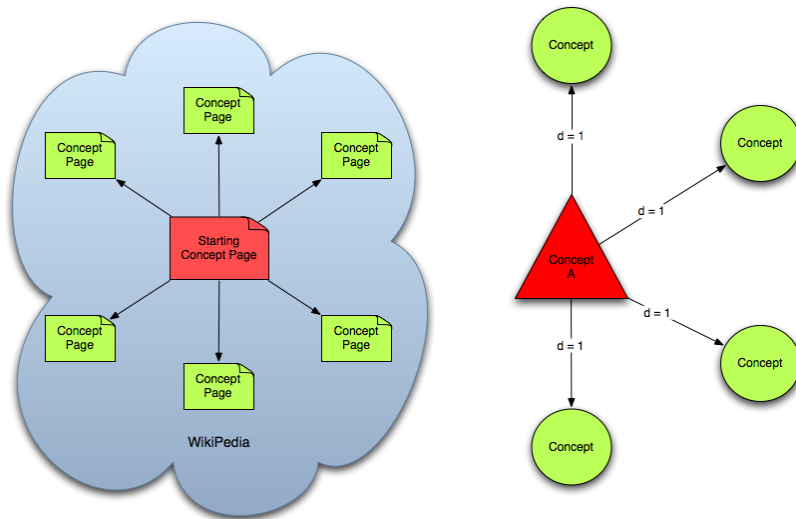 Concept
Page
Concept
Page
Concept
Page
Starting
Concept Page
Concept
Page
Concept
Page
Concept
Page
WikiPedia
Concept
d = 1
Concept
d = 1
Concept
A
d = 1
Concept
d = 1
Concept